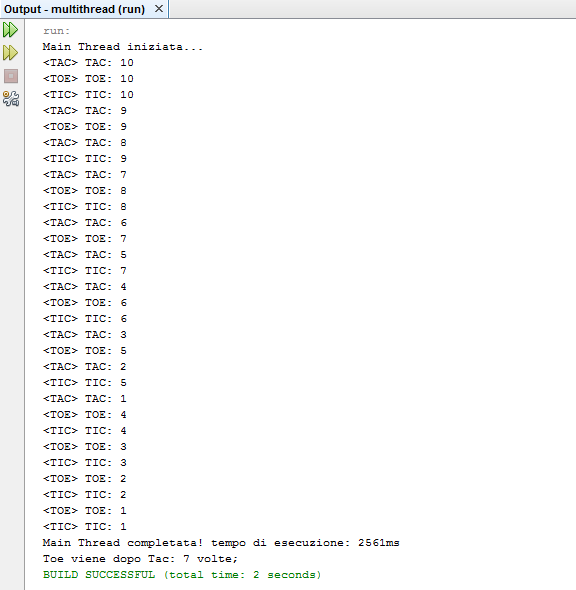 Output - multithread (run)
run:
Main Thread iniziata...
<TAC> TAC: 10
<TOE> TOE: 10
<TIC> TIC: 10
<TAC> TAC: 9
<TOE> TOE: 9
<TAC> TAC: 8
<TIC> TIC: 9
<TAC> TAC: 7
<TOE> TOE: 8
<TIC> TIC: 8
<TAC> TAC: 6
<TOE> TOE: 7
<TAC> TAC: 5
<TIC> TIC: 7
<TAC> TAC: 4
<TOE> TOE: 6
<TIC> TIC: 6
<TAC> TAC: 3
<TOE> TOE: 5
<TAC> TAC: 2
<TIC> TIC: 5
<TAC> TAC: 1
<TOE> TOE: 4
<TIC> TIC: 4
<TOE> TOE: 3
<TIC> TIC: 3
<TOE> TOE: 2
<TIC> TIC: 2
<TOE> TOE: 1
<TIC> TIC: 1
Main Thread completata! tempo di esecuzione: 2561ms
Toe viene dopo Tac: 7 volte;
BUILD SUCCESSFUL (total time: 2 seconds)